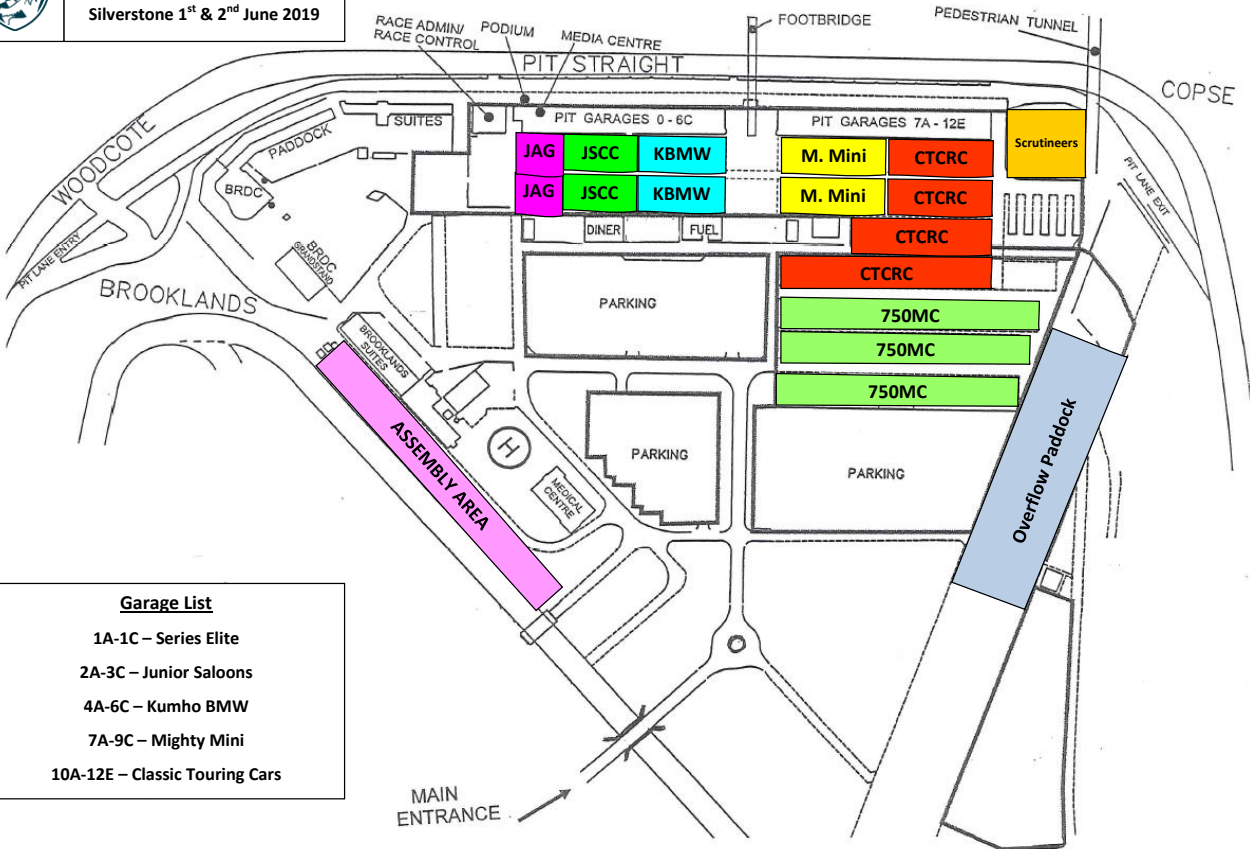 Silverstone 1st & 2nd June 2019
RACE ADMIN/
RACE CONTROL
PODIUM
MEDIA CENTRE
FOOTBRIDGE
PEDESTRIAN TUNNEL
PIT STRAIGHT
COPSE
WOODCOTE
PADDOCK
SUITES
PIT GARAGES 0 - 6C
PIT GARAGES 7A - 12E
Scrutineers
JAG
JSCC
KBMW
M. Mini
CTCRC
JAG
JSCC
KBMW
M. Mini
CTCRC
BRDC
PIT LANE EXIT
DINER
FUEL
CTCRC
BRDC
GRANDSTAND
PIT LANE ENTRY
CTCRC
BROOKLANDS
PARKING
750MC
BROOKLANDS
SUITES
750MC
750MC
ASSEMBLY AREA
H
MEDICAL
CENTRE
PARKING
PARKING
Overflow Paddock
Garage List
1A-1C – Series Elite
2A-3C – Junior Saloons
4A-6C – Kumho BMW
7A-9C – Mighty Mini
10A-12E – Classic Touring Cars
MAIN
ENTRANCE